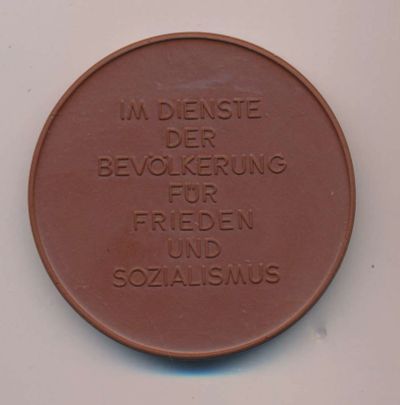 IM DIENSTE
DER
BEVÖLKERUNG
FÜR
FRIEDEN
UND
SOZIALISMUS